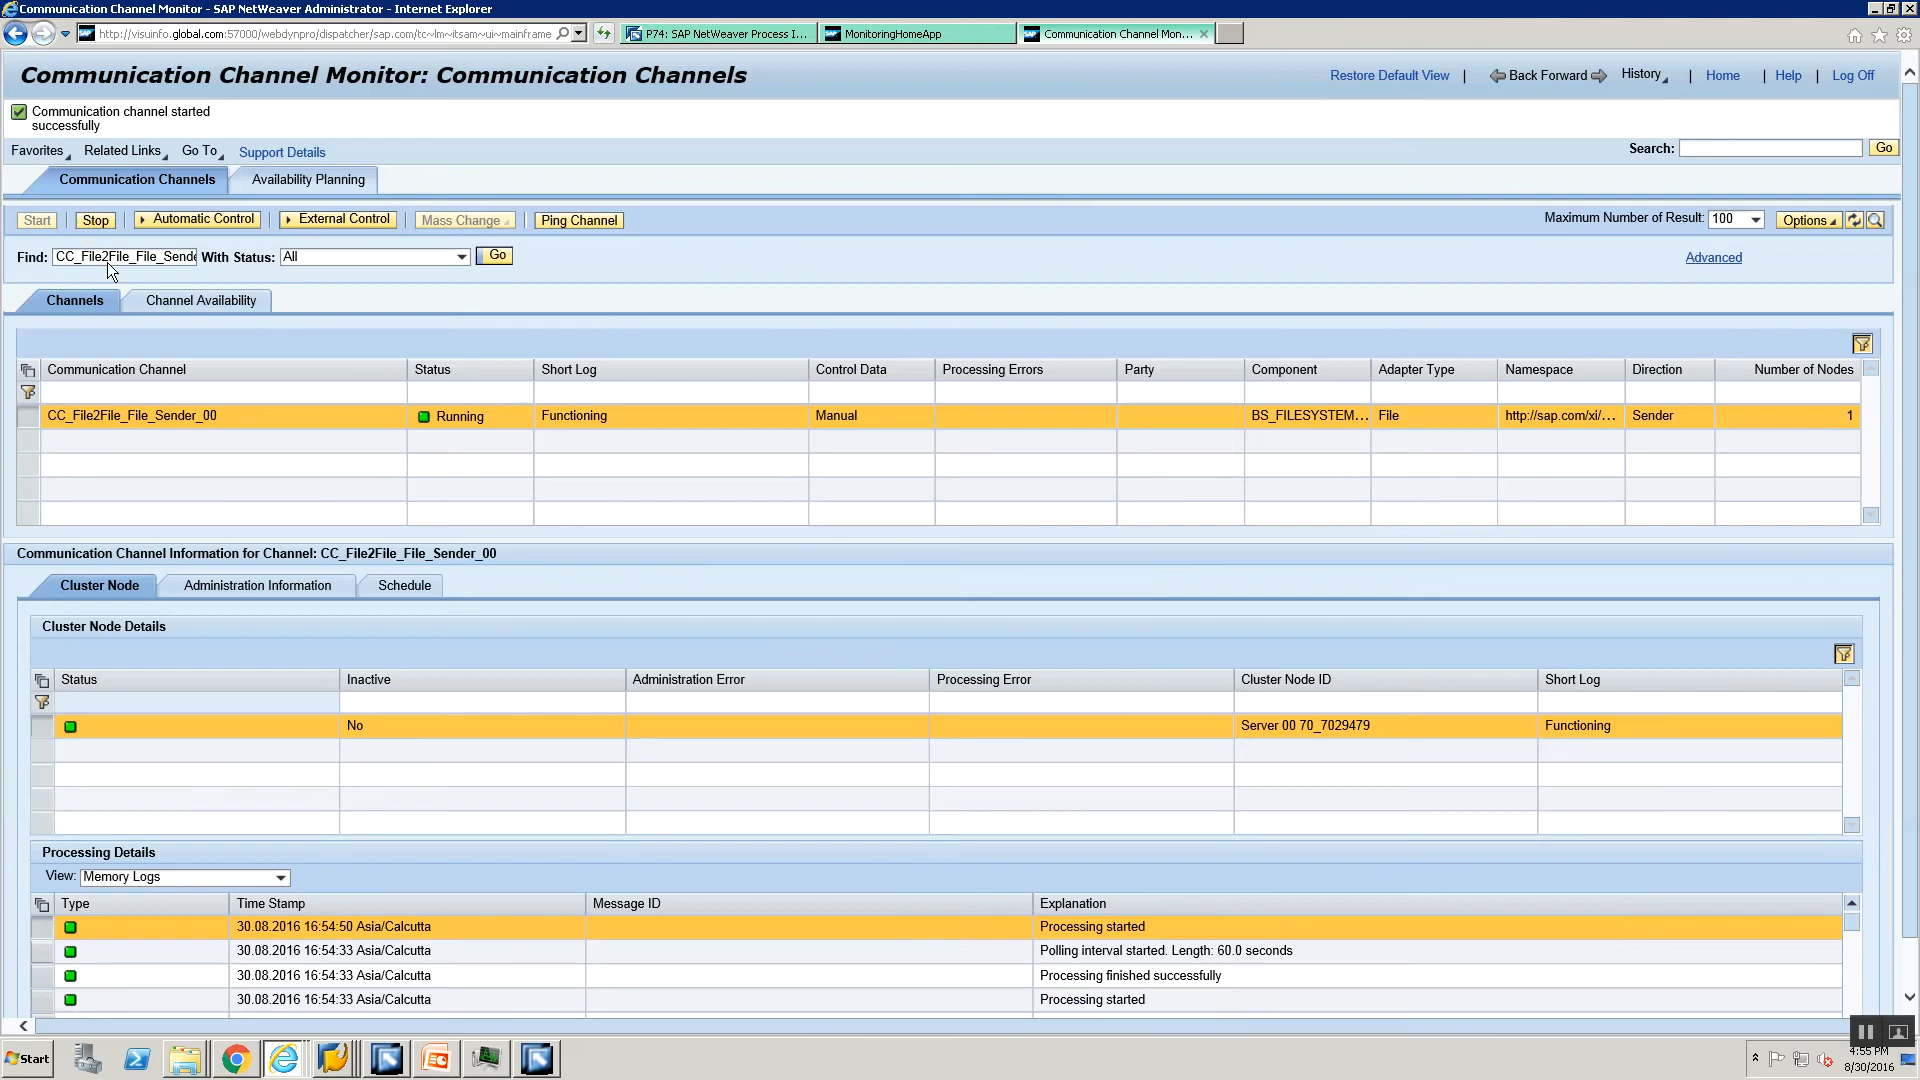 Communication Channel Monitor - SAP NetWeaver Administrator - Internet Explorer
http://visuinfo.global.com:57000/webdynpro/dispatcher/sap.com/tc~lm~itsam~ui~mainframe
P74: SAP NetWeaver Process I...
MonitoringHomeApp
Communication Channel Mon...
Communication Channel Monitor: Communication Channels
Restore Default View | Back Forward History | Home | Help | Log Off
Communication channel started
successfully
Favorites Related Links Go To Support Details
Search: Go
Communication Channels Availability Planning
Start Stop Automatic Control External Control Mass Change Ping Channel
Maximum Number of Result: 100 Options
Find: CC_File2File_File_Sende With Status: All Go
Advanced
Channels Channel Availability
Communication Channel Status Short Log Control Data Processing Errors Party Component Adapter Type Namespace Direction Number of Nodes
CC_File2File_File_Sender_00 Running Functioning Manual BS_FILESYSTEM... File http://sap.com/xi/... Sender 1
Communication Channel Information for Channel: CC_File2File_File_Sender_00
Cluster Node Administration Information Schedule
Cluster Node Details
Status Inactive Administration Error Processing Error Cluster Node ID Short Log
No Server 00 70_7029479 Functioning
Processing Details
View: Memory Logs
Type Time Stamp Message ID Explanation
30.08.2016 16:54:50 Asia/Calcutta Processing started
30.08.2016 16:54:33 Asia/Calcutta Polling interval started. Length: 60.0 seconds
30.08.2016 16:54:33 Asia/Calcutta Processing finished successfully
30.08.2016 16:54:33 Asia/Calcutta Processing started
Start
4:55 PM
8/30/2016